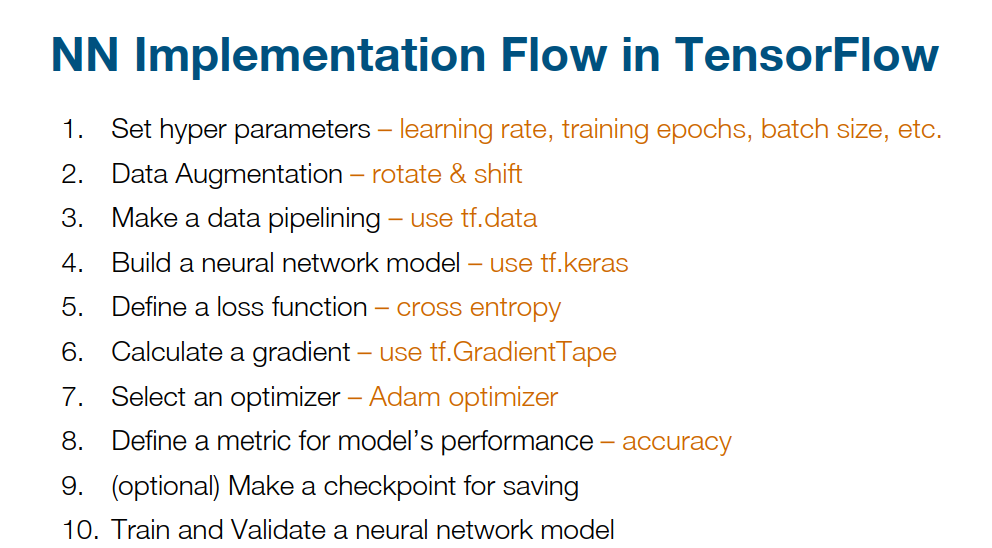 NN Implementation Flow in TensorFlow
1. Set hyper parameters – learning rate, training epochs, batch size, etc.
2. Data Augmentation – rotate & shift
3. Make a data pipelining – use tf.data
4. Build a neural network model – use tf.keras
5. Define a loss function – cross entropy
6. Calculate a gradient – use tf.GradientTape
7. Select an optimizer – Adam optimizer
8. Define a metric for model’s performance – accuracy
9. (optional) Make a checkpoint for saving
10. Train and Validate a neural network model